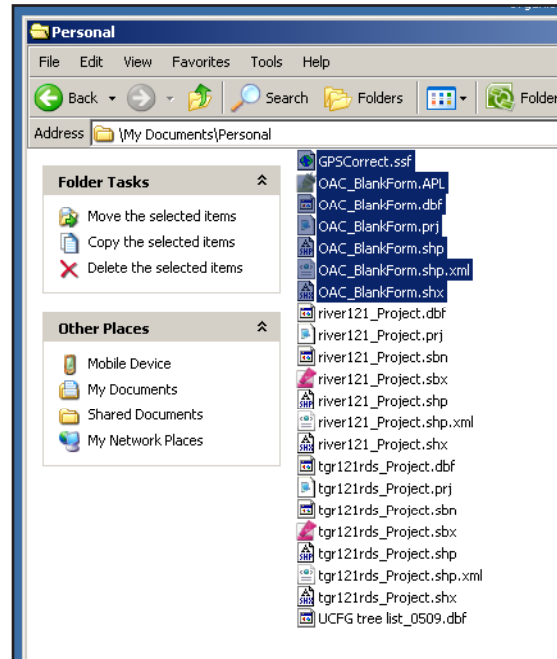 Personal
File Edit View Favorites Tools Help
Back Search Folders
Address \My Documents\Personal
Folder Tasks
Move the selected items
Copy the selected items
Delete the selected items
Other Places
Mobile Device
My Documents
Shared Documents
My Network Places
GPSCorrect.ssf
OAC_BlankForm.APL
OAC_BlankForm.dbf
OAC_BlankForm.prj
OAC_BlankForm.shp
OAC_BlankForm.shp.xml
OAC_BlankForm.shx
river121_Project.dbf
river121_Project.prj
river121_Project.sbn
river121_Project.sbx
river121_Project.shp
river121_Project.shp.xml
river121_Project.shx
tgr121rds_Project.dbf
tgr121rds_Project.prj
tgr121rds_Project.sbn
tgr121rds_Project.sbx
tgr121rds_Project.shp
tgr121rds_Project.shp.xml
tgr121rds_Project.shx
UCFG tree list_0509.dbf